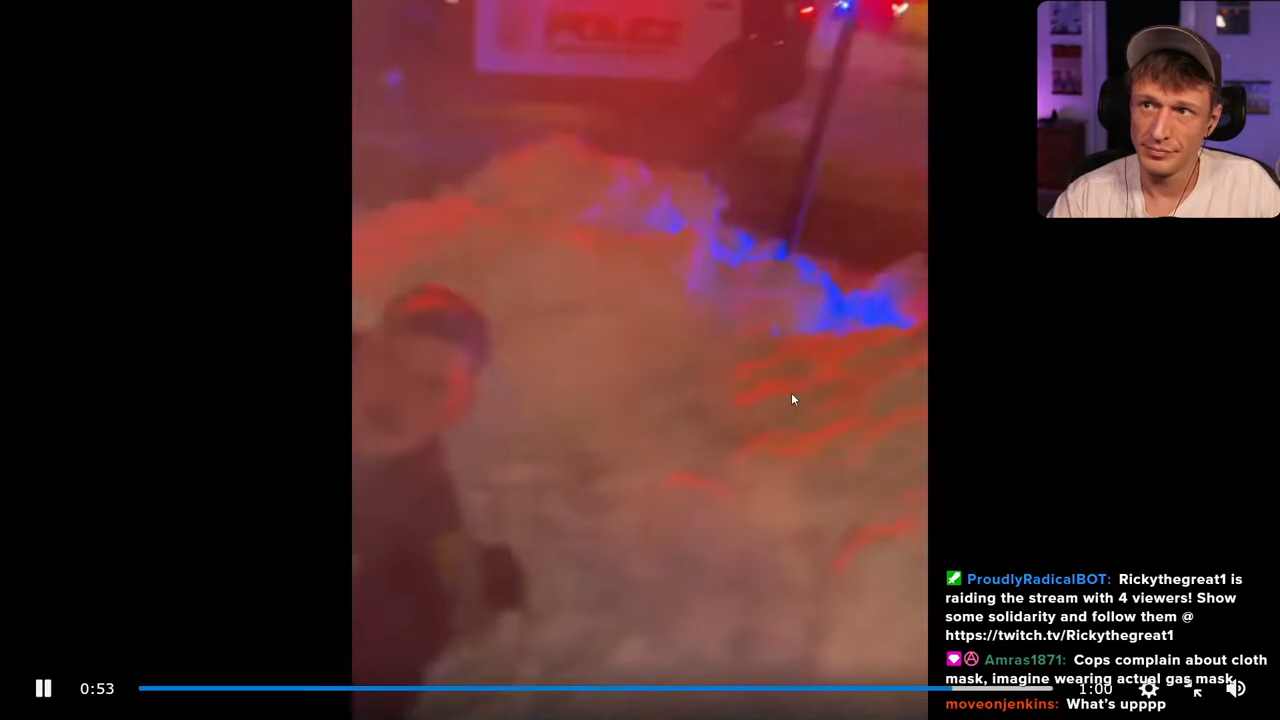 POLICE
ProudlyRadicalBOT: Rickythegreat1 is
raiding the stream with 4 viewers! Show
some solidarity and follow them @
https://twitch.tv/Rickythegreat1
Amras1871: Cops complain about cloth
mask, imagine wearing actual gas mask
moveonjenkins: What's upppp
0:53
1:00